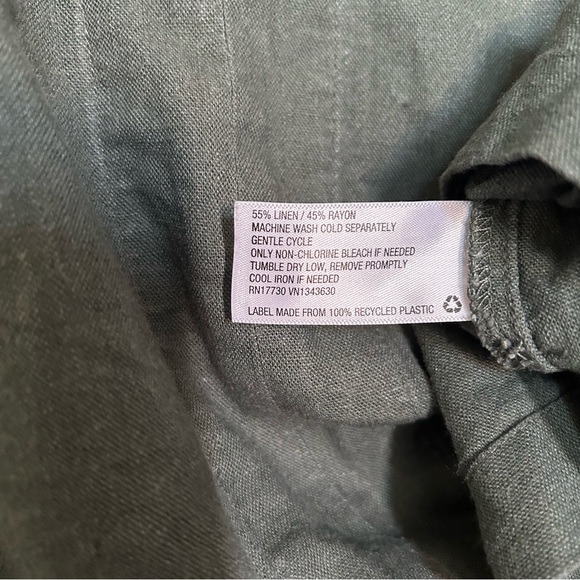 55% LINEN / 45% RAYON
MACHINE WASH COLD SEPARATELY
GENTLE CYCLE
ONLY NON-CHLORINE BLEACH IF NEEDED
TUMBLE DRY LOW, REMOVE PROMPTLY
COOL IRON IF NEEDED
RN17730 VN1343630
LABEL MADE FROM 100% RECYCLED PLASTIC